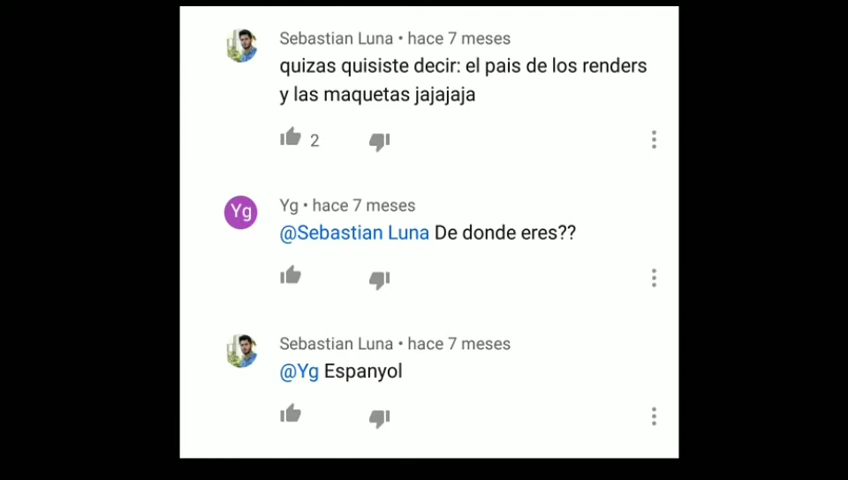 Sebastian Luna • hace 7 meses
quizas quisiste decir: el pais de los renders
y las maquetas jajajaja
2
Yg
Yg • hace 7 meses
@Sebastian Luna De donde eres??
Sebastian Luna • hace 7 meses
@Yg Espanyol